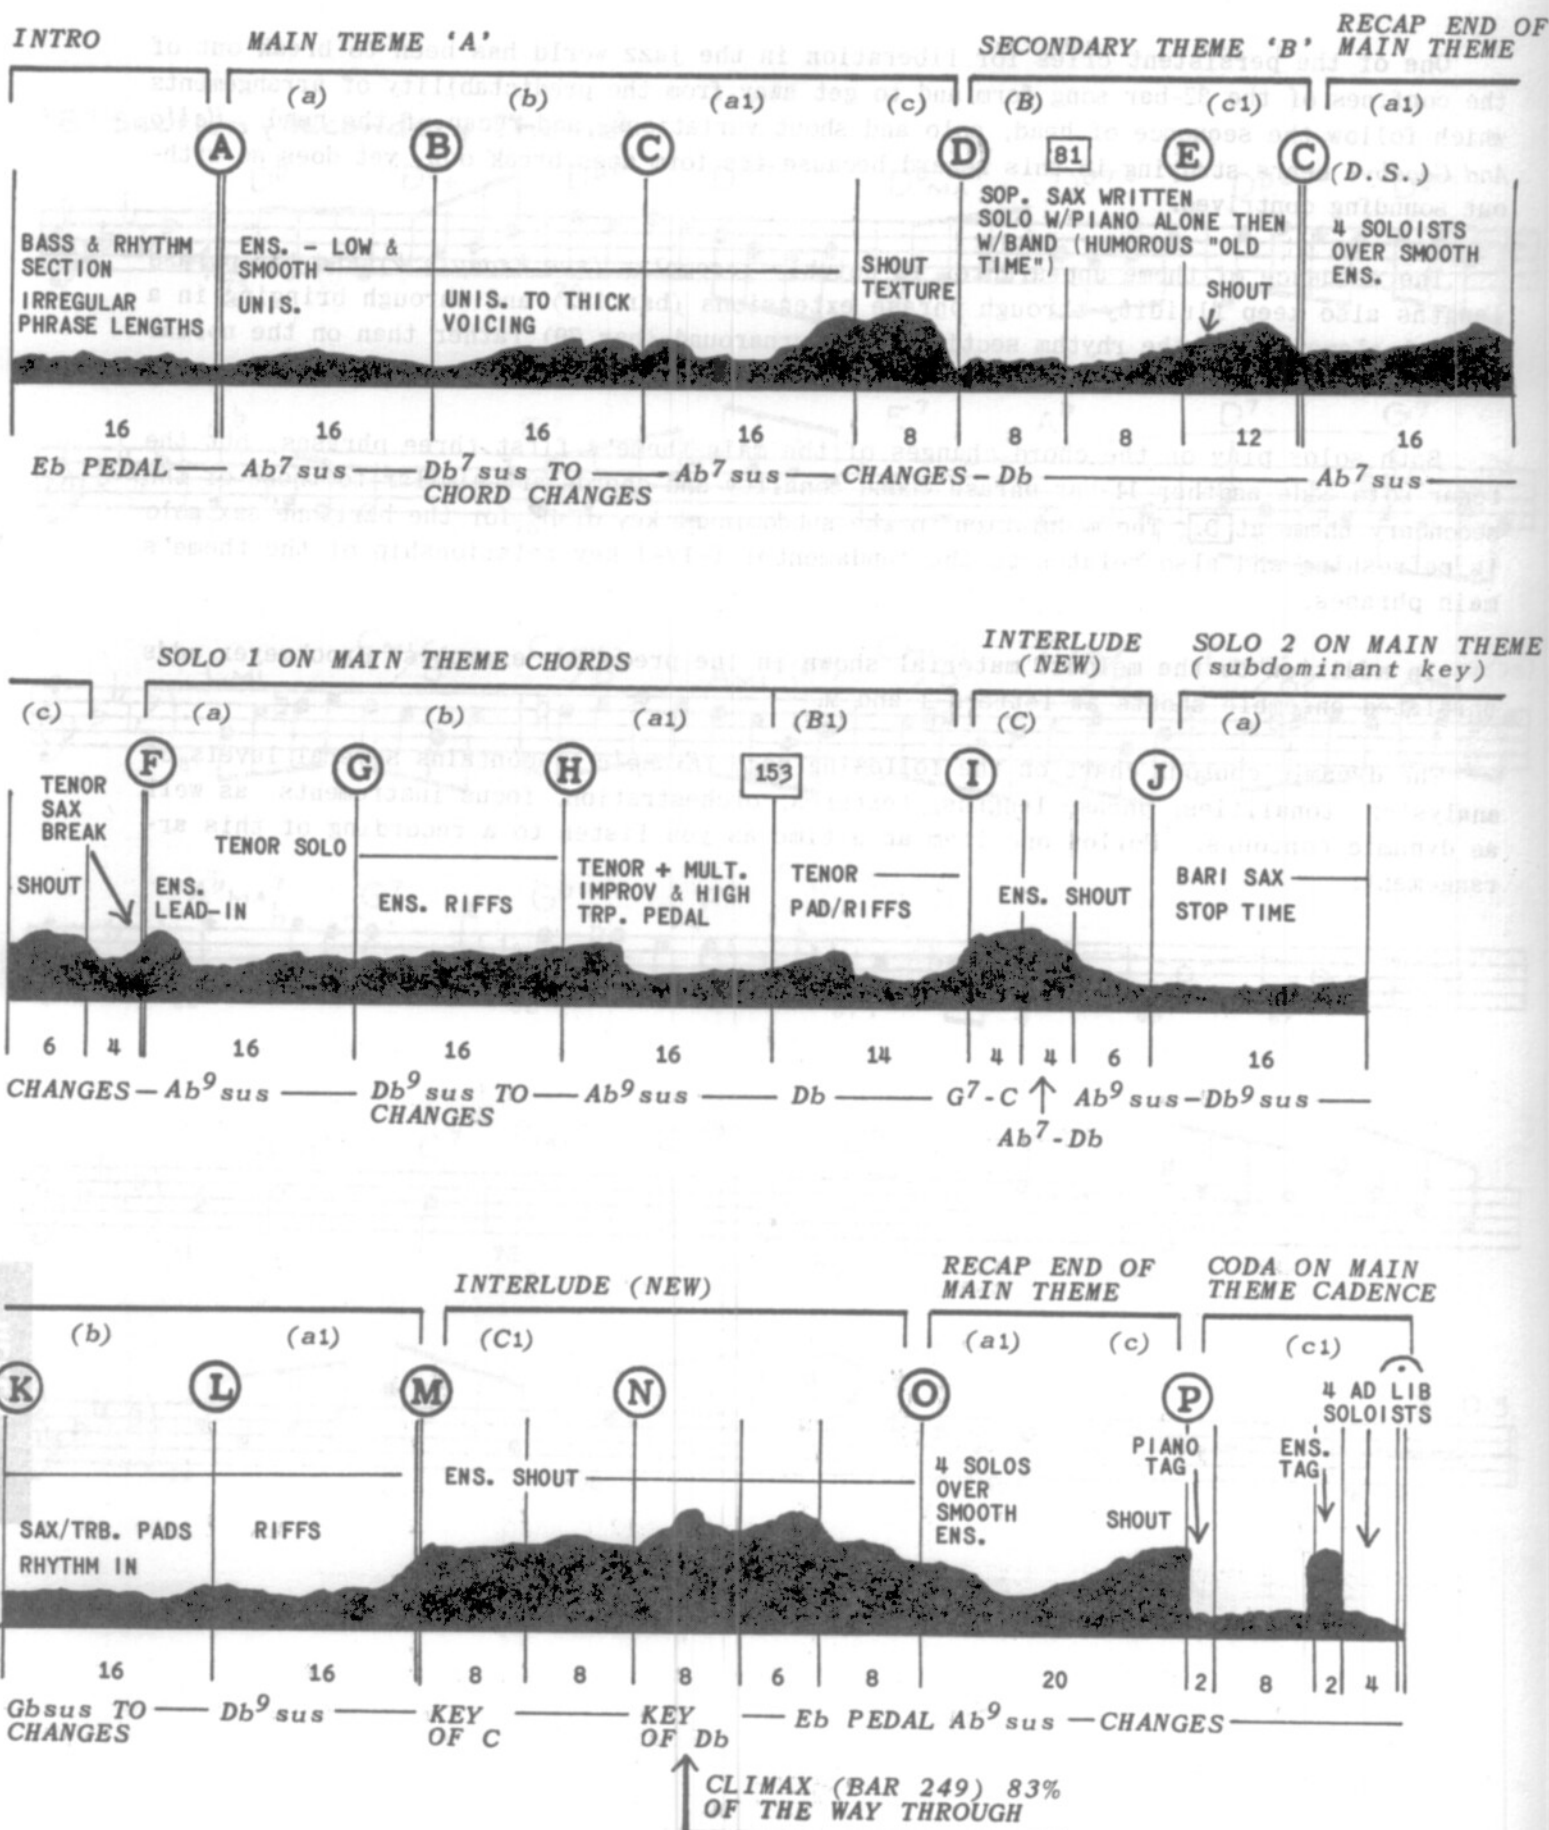 INTRO
MAIN THEME 'A'
SECONDARY THEME 'B'
RECAP END OF
MAIN THEME
(a)
(b)
(a1)
(c)
(B)
(c1)
(a1)
A
B
C
D
81
E
C
(D.S.)
BASS & RHYTHM
SECTION
IRREGULAR
PHRASE LENGTHS
ENS. - LOW &
SMOOTH
UNIS.
UNIS. TO THICK
VOICING
SHOUT
TEXTURE
SOP. SAX WRITTEN
SOLO W/PIANO ALONE THEN
W/BAND (HUMOROUS "OLD
TIME")
SHOUT
4 SOLOISTS
OVER SMOOTH
ENS.
16
16
16
16
8
8
8
12
16
Eb PEDAL — Ab7sus — Db7sus TO — Ab7sus — CHANGES - Db — Ab7sus —
CHORD CHANGES
SOLO 1 ON MAIN THEME CHORDS
INTERLUDE
(NEW)
SOLO 2 ON MAIN THEME
(subdominant key)
(c)
(a)
(b)
(a1)
(B1)
(C)
(a)
F
G
H
153
I
J
TENOR
SAX
BREAK
SHOUT
TENOR SOLO
ENS.
LEAD-IN
ENS. RIFFS
TENOR + MULT.
IMPROV & HIGH
TRP. PEDAL
TENOR
PAD/RIFFS
ENS. SHOUT
BARI SAX
STOP TIME
6
4
16
16
16
14
4
4
6
16
CHANGES — Ab9sus — Db9sus TO — Ab9sus — Db — G7-C ↑ Ab9sus — Db9sus —
CHANGES
Ab7-Db
INTERLUDE (NEW)
RECAP END OF
MAIN THEME
CODA ON MAIN
THEME CADENCE
(b)
(a1)
(C1)
(a1)
(c)
(c1)
K
L
M
N
O
P
SAX/TRB. PADS
RHYTHM IN
RIFFS
ENS. SHOUT
4 SOLOS
OVER
SMOOTH
ENS.
SHOUT
PIANO
TAG
ENS.
TAG
4 AD LIB
SOLOISTS
16
16
8
8
8
6
8
20
2
8
2
4
Gbsus TO — Db9sus — KEY — KEY — Eb PEDAL Ab9sus — CHANGES —
CHANGES
OF C
OF Db
CLIMAX (BAR 249) 83%
OF THE WAY THROUGH